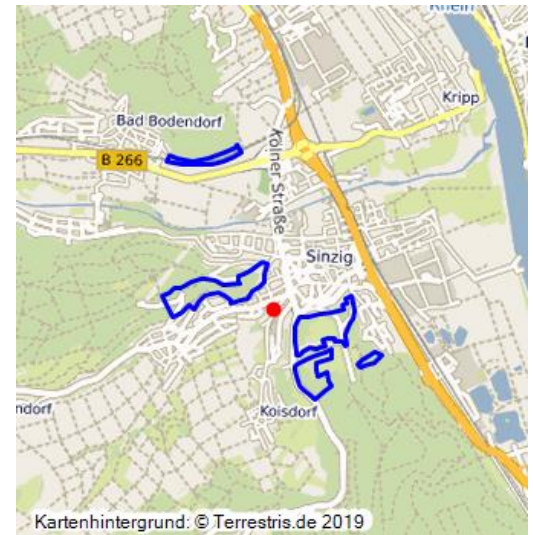 Rhein
Kripp
Bad Bodendorf
B 266
Kölner Straße
Sinzig
ndorf
Koisdorf
Kartenhintergrund: © Terrestris.de 2019